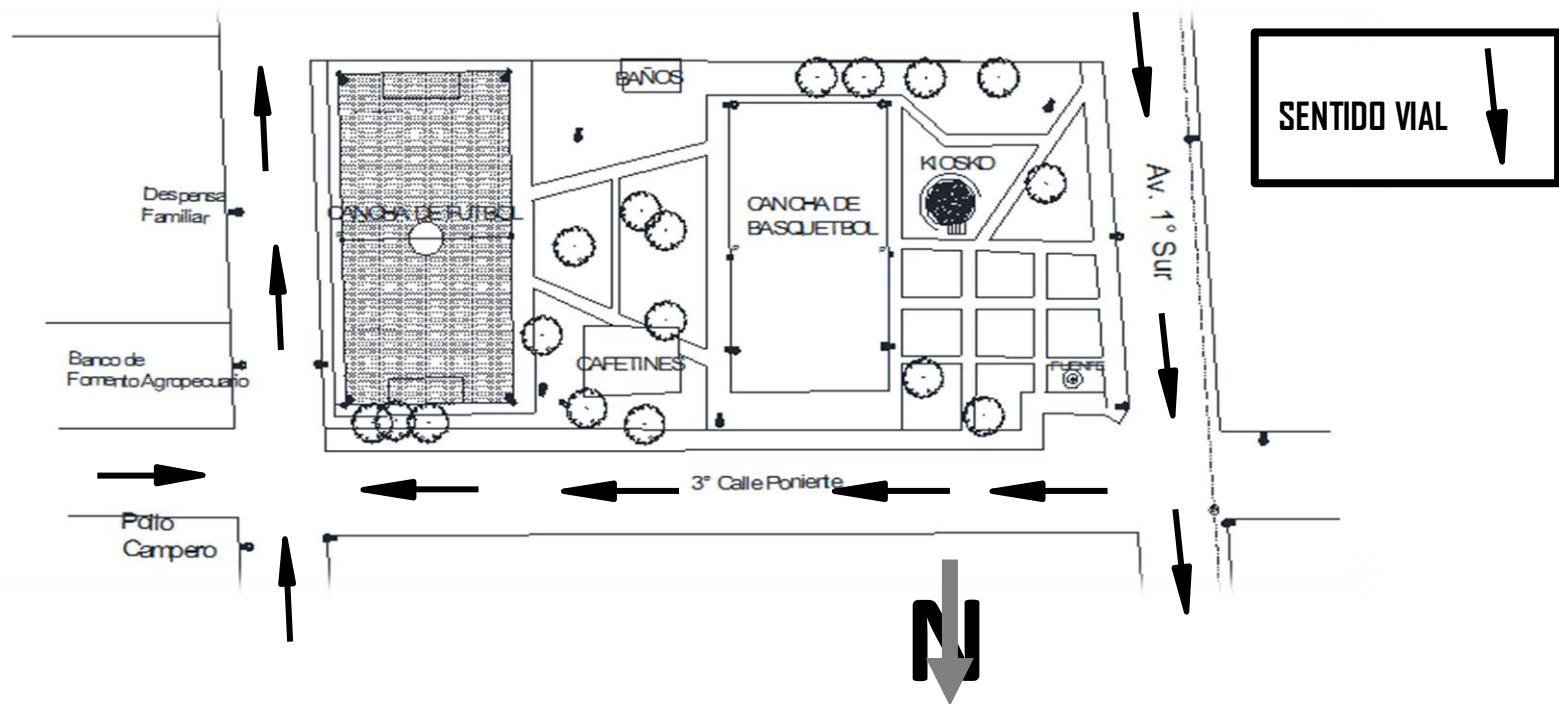 BAÑOS
SENTIDO VIAL
KIOSKO
Despensa
Familiar
CANCHA DE FUTBOL
CANCHA DE
BASQUETBOL
Av. 1° Sur
Banco de
Fomento Agropecuario
CAFETINES
FUENTE
3° Calle Poniente
Pollo
Campero
N